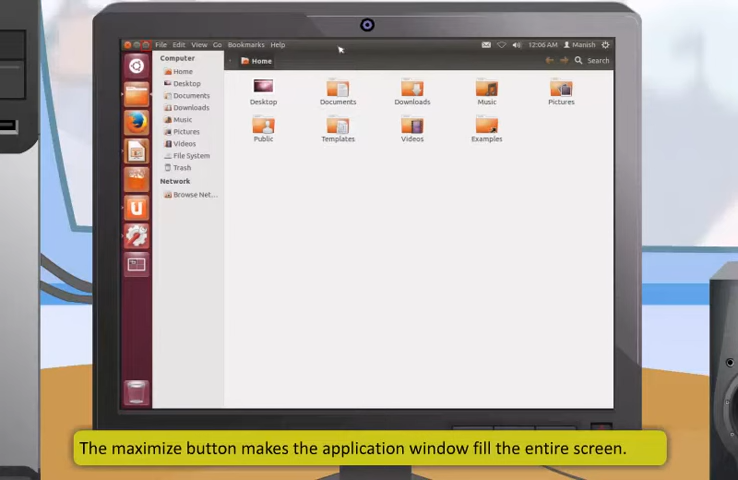 File Edit View Go Bookmarks Help 12:06 AM Manish
Home Search
Computer
Home
Desktop
Documents
Downloads
Music
Pictures
Videos
File System
Trash
Network
Browse Net...
Desktop Documents Downloads Music Pictures
Public Templates Videos Examples
The maximize button makes the application window fill the entire screen.